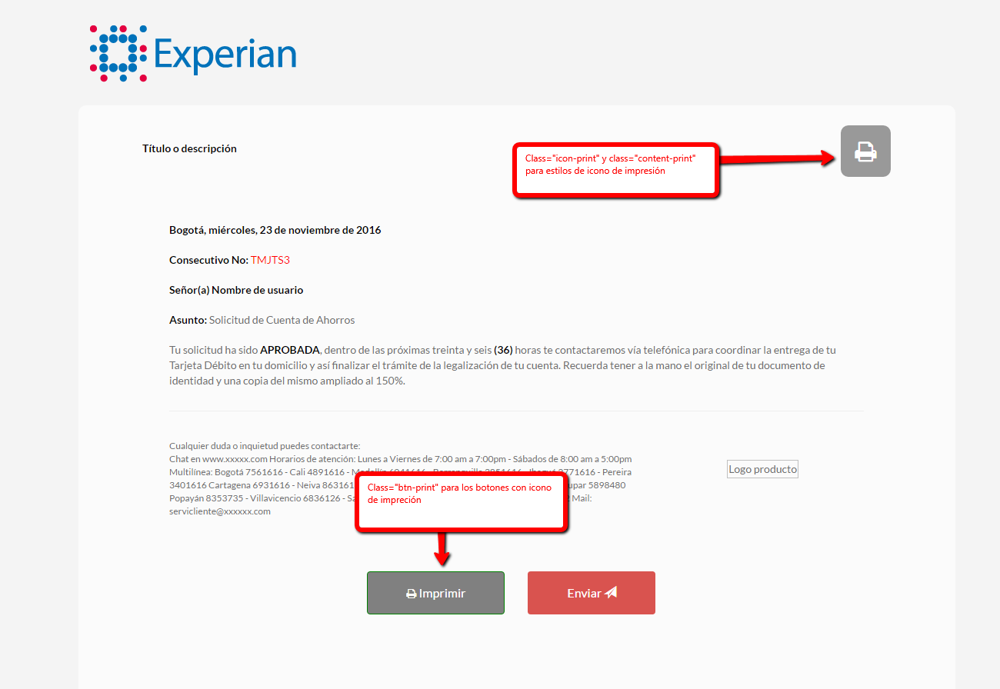 Experian
Título o descripción
Class="icon-print" y class="content-print"
para estilos de icono de impresión
Bogotá, miércoles, 23 de noviembre de 2016
Consecutivo No: TMJTS3
Señor(a) Nombre de usuario
Asunto: Solicitud de Cuenta de Ahorros
Tu solicitud ha sido APROBADA, dentro de las próximas treinta y seis (36) horas te contactaremos vía telefónica para coordinar la entrega de tu
Tarjeta Débito en tu domicilio y así finalizar el trámite de la legalización de tu cuenta. Recuerda tener a la mano el original de tu documento de
identidad y una copia del mismo ampliado al 150%.
Cualquier duda o inquietud puedes contactarte:
Chat en www.xxxxx.com Horarios de atención: Lunes a Viernes de 7:00 am a 7:00pm - Sábados de 8:00 am a 5:00pm
Multilínea: Bogotá 7561616 - Cali 4891616 - - Pereira
3401616 Cartagena 6931616 - Neiva 5898480
Popayán 8353735 - Villavicencio 6836126 - Mail:
servicliente@xxxxxx.com
Logo producto
Class="btn-print" para los botones con icono
de impreción
Imprimir
Enviar